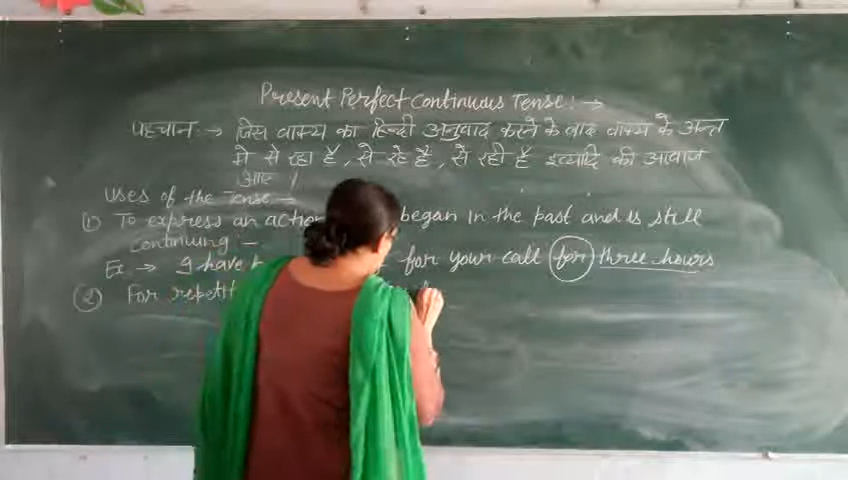 Present Perfect Continuous Tense : →
पहचान → जिस वाक्य का हिन्दी अनुवाद करने के बाद वाक्य के अन्त
मे से रहा है, से रहे है, से रही है इत्यादि की आवाज
आए ।
Uses of the Tense –
(1) To express an action began in the past and is still
continuing –
Ex → I have for your call for three hours
(2) For